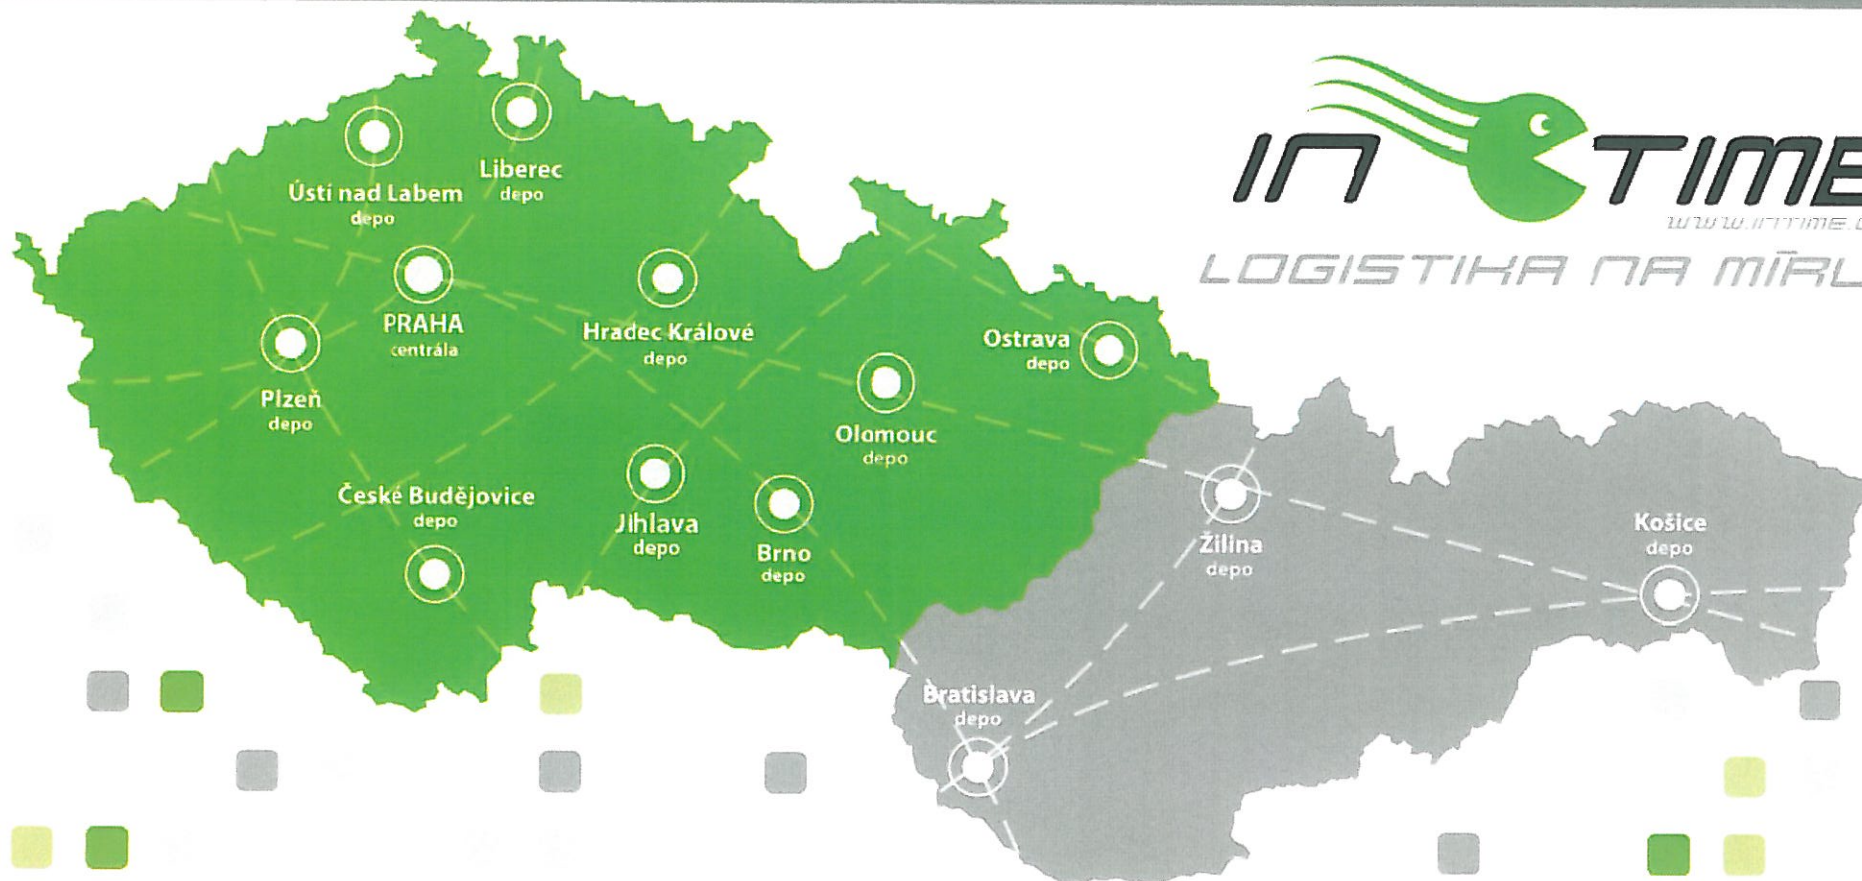 IN TIME
LOGISTIKA NA MÍRU
Liberec
depo
Ústí nad Labem
depo
PRAHA
centrála
Hradec Králové
depo
Ostrava
depo
Plzeň
depo
Olomouc
depo
České Budějovice
depo
Jihlava
depo
Brno
depo
Žilina
depo
Košice
depo
Bratislava
depo